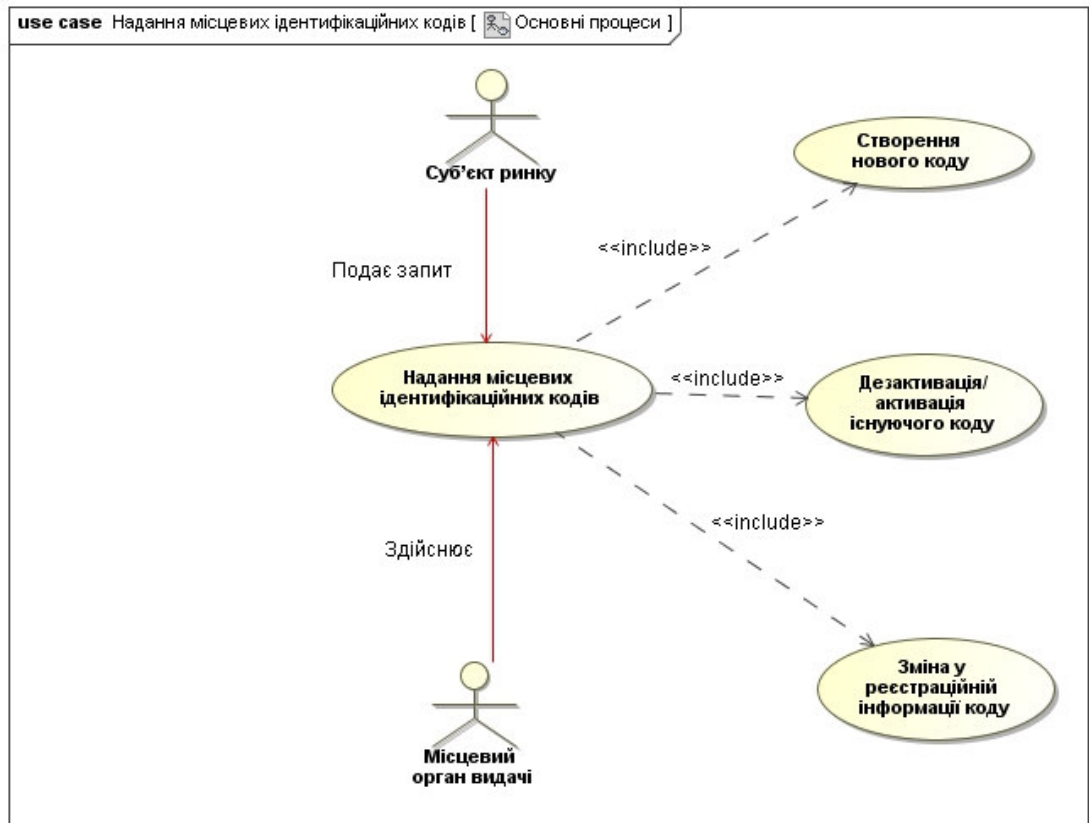 use case Надання місцевих ідентифікаційних кодів [ Основні процеси ]
Суб'єкт ринку
Створення
нового коду
<<include>>
Подає запит
Надання місцевих
ідентифікаційних кодів
<<include>>
Дезактивація/
активація
існуючого коду
<<include>>
Здійснює
Зміна у
реєстраційній
інформації коду
Місцевий
орган видачі